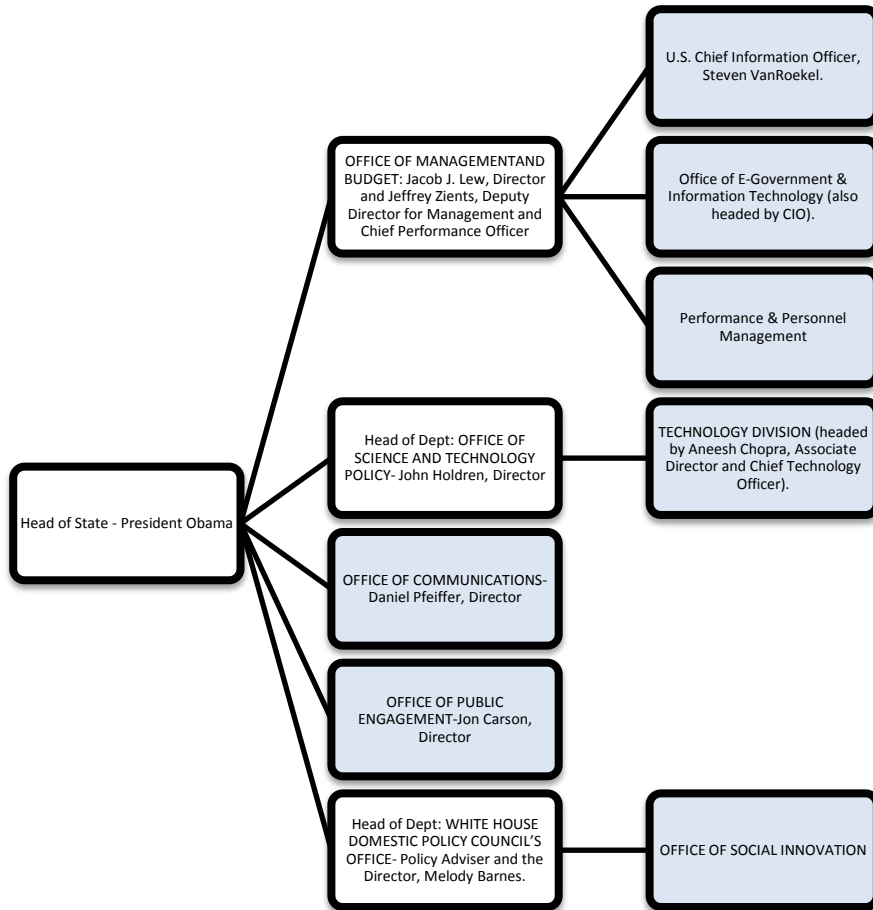 U.S. Chief Information Officer,
Steven VanRoekel.
OFFICE OF MANAGEMENTAND
BUDGET: Jacob J. Lew, Director
and Jeffrey Zients, Deputy
Director for Management and
Chief Performance Officer
Office of E-Government &
Information Technology (also
headed by CIO).
Performance & Personnel
Management
Head of Dept: OFFICE OF
SCIENCE AND TECHNOLOGY
POLICY- John Holdren, Director
TECHNOLOGY DIVISION (headed
by Aneesh Chopra, Associate
Director and Chief Technology
Officer).
Head of State - President Obama
OFFICE OF COMMUNICATIONS-
Daniel Pfeiffer, Director
OFFICE OF PUBLIC
ENGAGEMENT-Jon Carson,
Director
Head of Dept: WHITE HOUSE
DOMESTIC POLICY COUNCIL’S
OFFICE- Policy Adviser and the
Director, Melody Barnes.
OFFICE OF SOCIAL INNOVATION